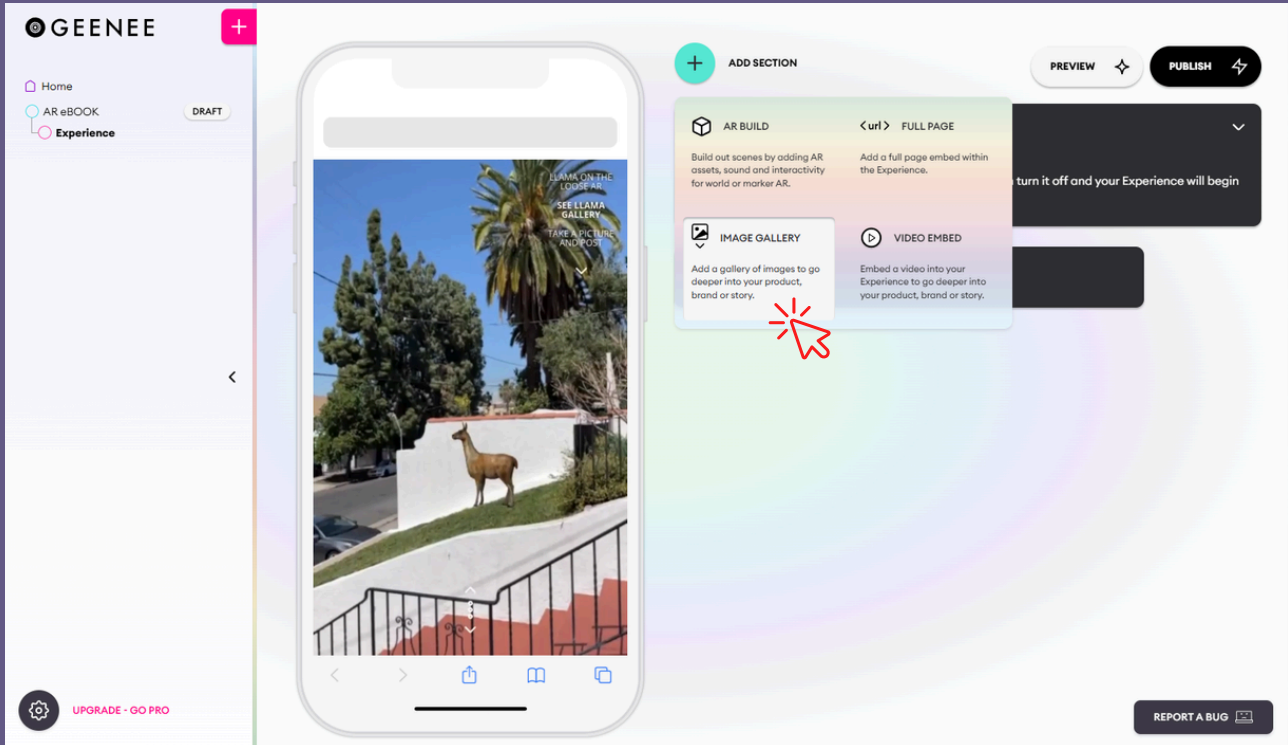 GEENEE
+
Home
AR eBOOK
DRAFT
Experience
UPGRADE - GO PRO
LLAMA ON THE
LOOSE AR
SEE LLAMA
GALLERY
TAKE A PICTURE
AND POST
+
ADD SECTION
PREVIEW
PUBLISH
AR BUILD
Build out scenes by adding AR
assets, sound and interactivity
for world or marker AR.
<url> FULL PAGE
Add a full page embed within
the Experience.
IMAGE GALLERY
Add a gallery of images to go
deeper into your product,
brand or story.
VIDEO EMBED
Embed a video into your
Experience to go deeper into
your product, brand or story.
turn it off and your Experience will begin
REPORT A BUG